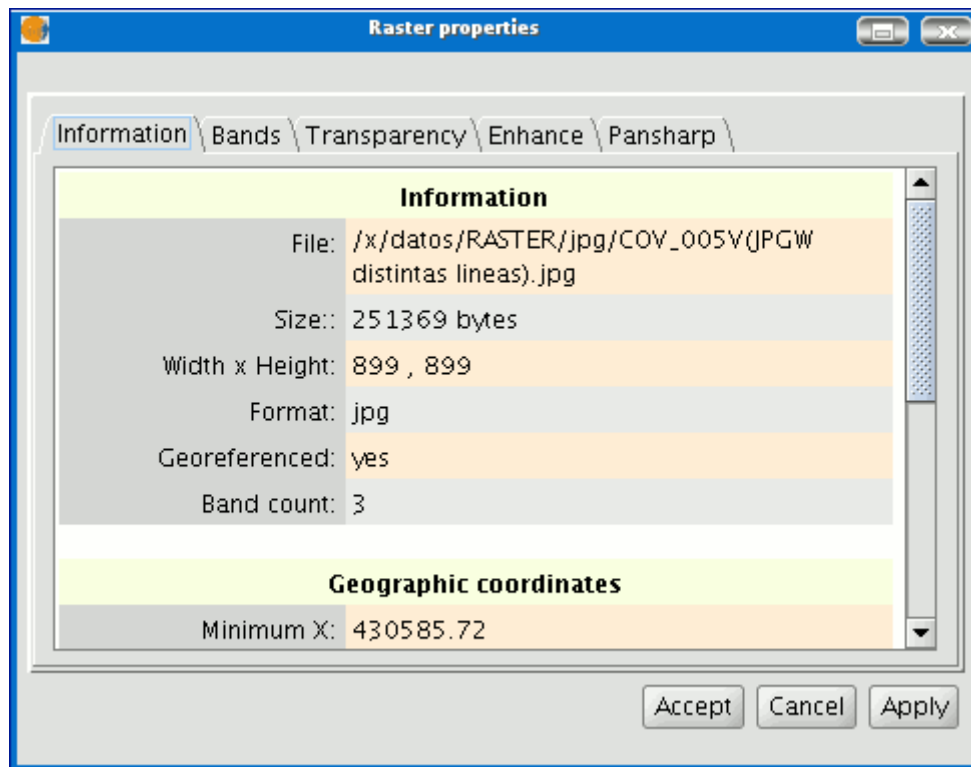 Raster properties
Information Bands Transparency Enhance Pansharp
Information
File: /x/datos/RASTER/jpg/COV_005V(JPGW
distintas lineas).jpg
Size:: 251369 bytes
Width x Height: 899 , 899
Format: jpg
Georeferenced: yes
Band count: 3
Geographic coordinates
Minimum X: 430585.72
Accept Cancel Apply